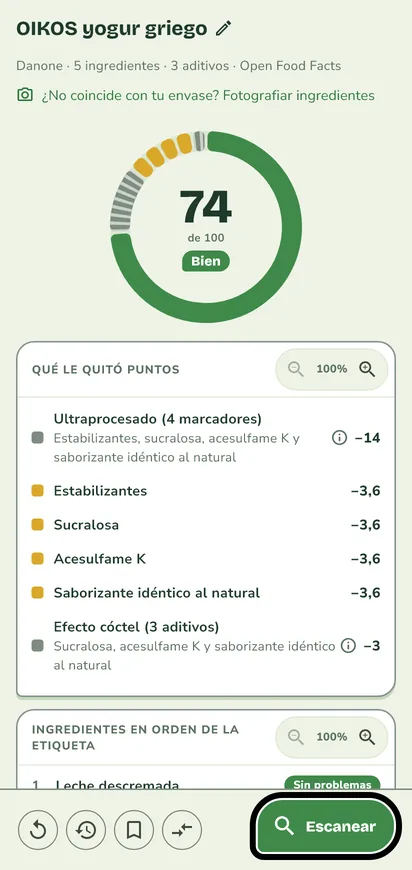 OIKOS yogur griego
Danone · 5 ingredientes · 3 aditivos · Open Food Facts
¿No coincide con tu envase? Fotografiar ingredientes
74
de 100
Bien
QUÉ LE QUITÓ PUNTOS
100%
Ultraprocesado (4 marcadores)
Estabilizantes, sucralosa, acesulfame K y
saborizante idéntico al natural
−14
Estabilizantes −3,6
Sucralosa −3,6
Acesulfame K −3,6
Saborizante idéntico al natural −3,6
Efecto cóctel (3 aditivos)
Sucralosa, acesulfame K y saborizante idéntico
al natural
−3
INGREDIENTES EN ORDEN DE LA
ETIQUETA
100%
1 Leche descremada Sin problemas
Escanear